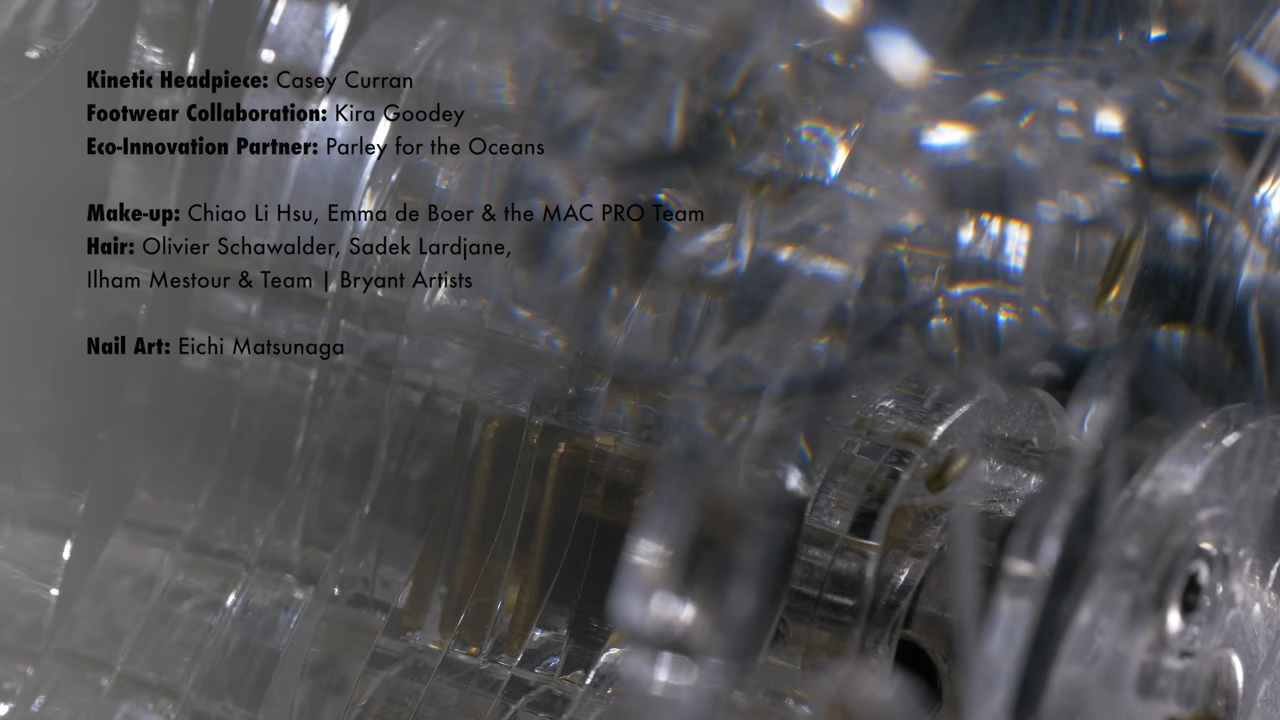 Kinetic Headpiece: Casey Curran
Footwear Collaboration: Kira Goodey
Eco-Innovation Partner: Parley for the Oceans
Make-up: Chiao Li Hsu, Emma de Boer & the MAC PRO Team
Hair: Olivier Schawalder, Sadek Lardjane,
Ilham Mestour & Team | Bryant Artists
Nail Art: Eichi Matsunaga